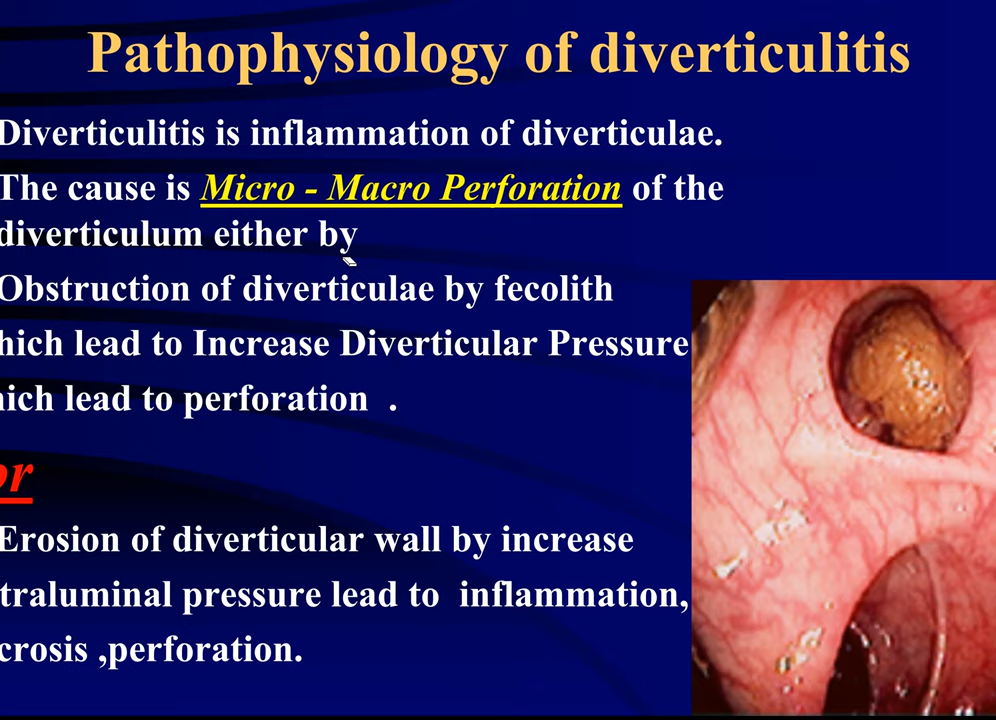 Pathophysiology of diverticulitis
Diverticulitis is inflammation of diverticulae.
The cause is Micro - Macro Perforation of the
diverticulum either by
Obstruction of diverticulae by fecolith
hich lead to Increase Diverticular Pressure
hich lead to perforation .
or
Erosion of diverticular wall by increase
traluminal pressure lead to inflammation,
crosis ,perforation.